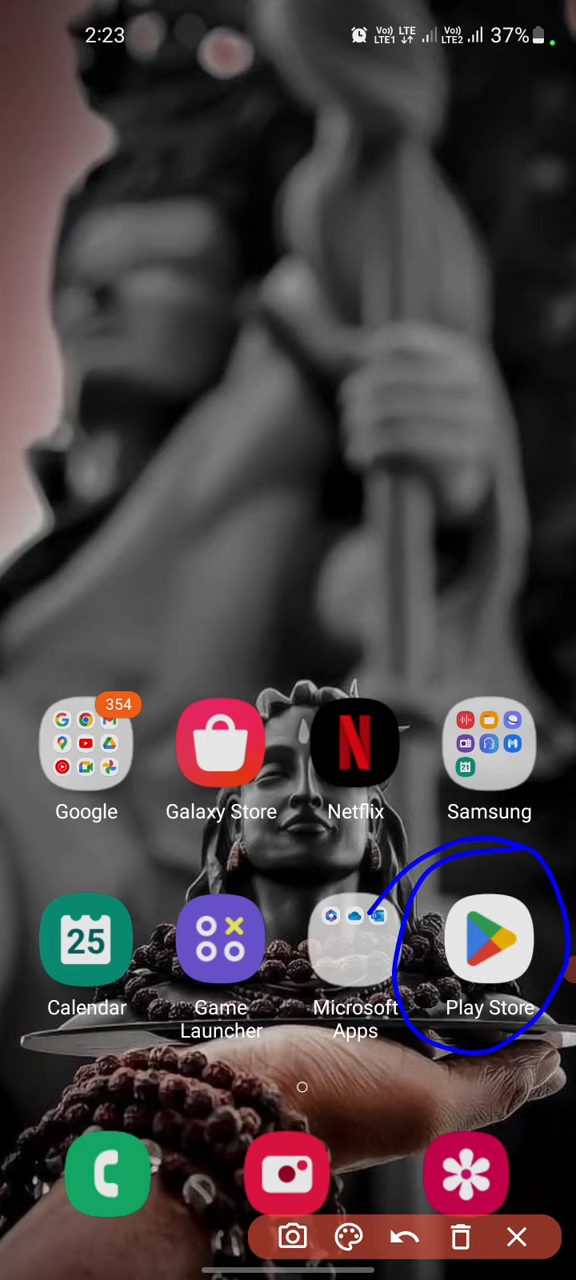 2:23 Vo)) LTE1 LTE Vo)) LTE2 37%
354
Google Galaxy Store Netflix Samsung
25
Calendar Game Launcher Microsoft Apps Play Store